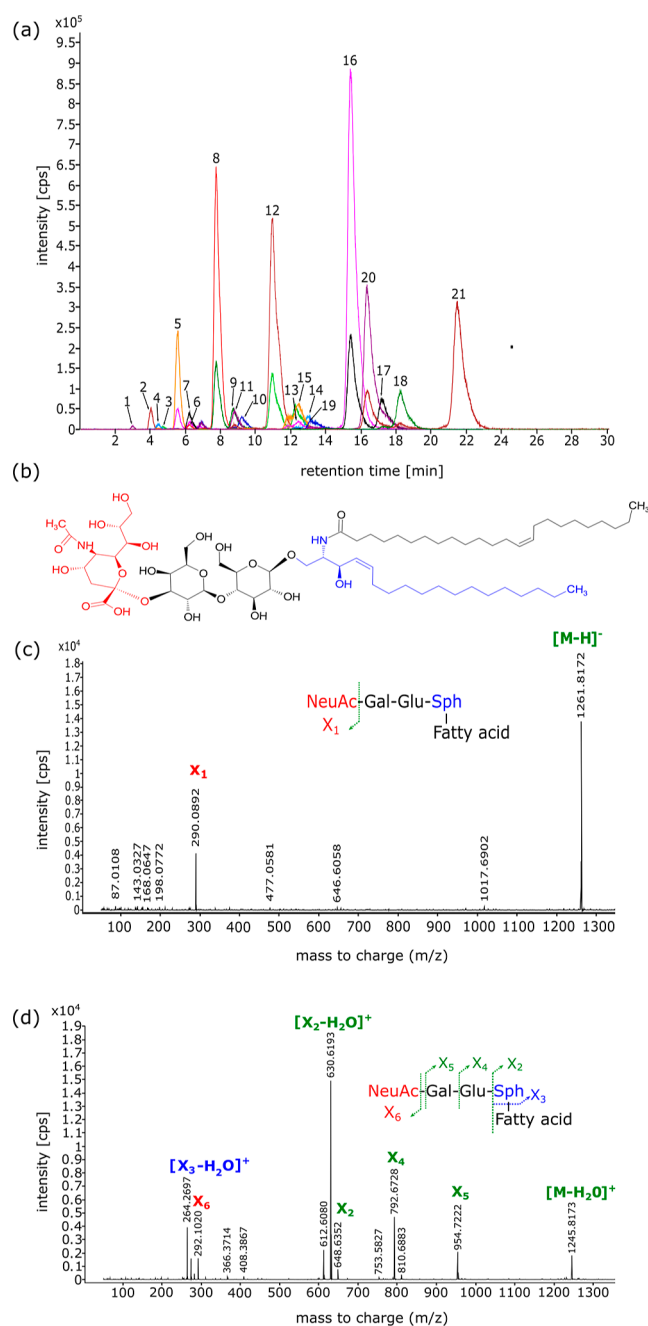 (a)
x10⁵
9.5
9
8.5
8
7.5
7
6.5
6
5.5
5
4.5
4
3.5
3
2.5
2
1.5
1
0.5
0
intensity [cps]
1
2
4
3
5
7
6
8
9
11
10
12
13
15
14
19
16
20
17
18
21
2 4 6 8 10 12 14 16 18 20 22 24 26 28 30
retention time [min]
(b)
HO
HO
OH
H₃C
NH
O
HO
OH
O
O
OH
O
HO
OH
O
OH
O
HO
O
HO
O
OH
O
O
HN
OH
CH₃
CH₃
(c)
x10⁴
[M-H]⁻
1.8
1.7
1.6
1.5
1.4
1.3
1.2
1.1
1
0.9
0.8
0.7
0.6
0.5
0.4
0.3
0.2
0.1
0
intensity [cps]
NeuAc-Gal-Glu-Sph
X₁
Fatty acid
x₁
87.0108
143.0327
168.0647
198.0772
290.0892
477.0581
646.6058
1017.6902
1261.8172
100 200 300 400 500 600 700 800 900 1000 1100 1200 1300
mass to charge (m/z)
(d)
x10⁴
1.9
1.8
1.7
1.6
1.5
1.4
1.3
1.2
1.1
1
0.9
0.8
0.7
0.6
0.5
0.4
0.3
0.2
0.1
0
intensity [cps]
[X₂-H₂O]⁺
X₅ X₄ X₂
NeuAc-Gal-Glu-Sph
X₃
X₆
Fatty acid
[X₃-H₂O]⁺
X₆
X₂
X₄
X₅
[M-H₂0]⁺
264.2697
292.1020
366.3714
408.3867
612.6080
630.6193
648.6352
753.5827
792.6728
810.6883
954.7222
1245.8173
100 200 300 400 500 600 700 800 900 1000 1100 1200 1300
mass to charge (m/z)